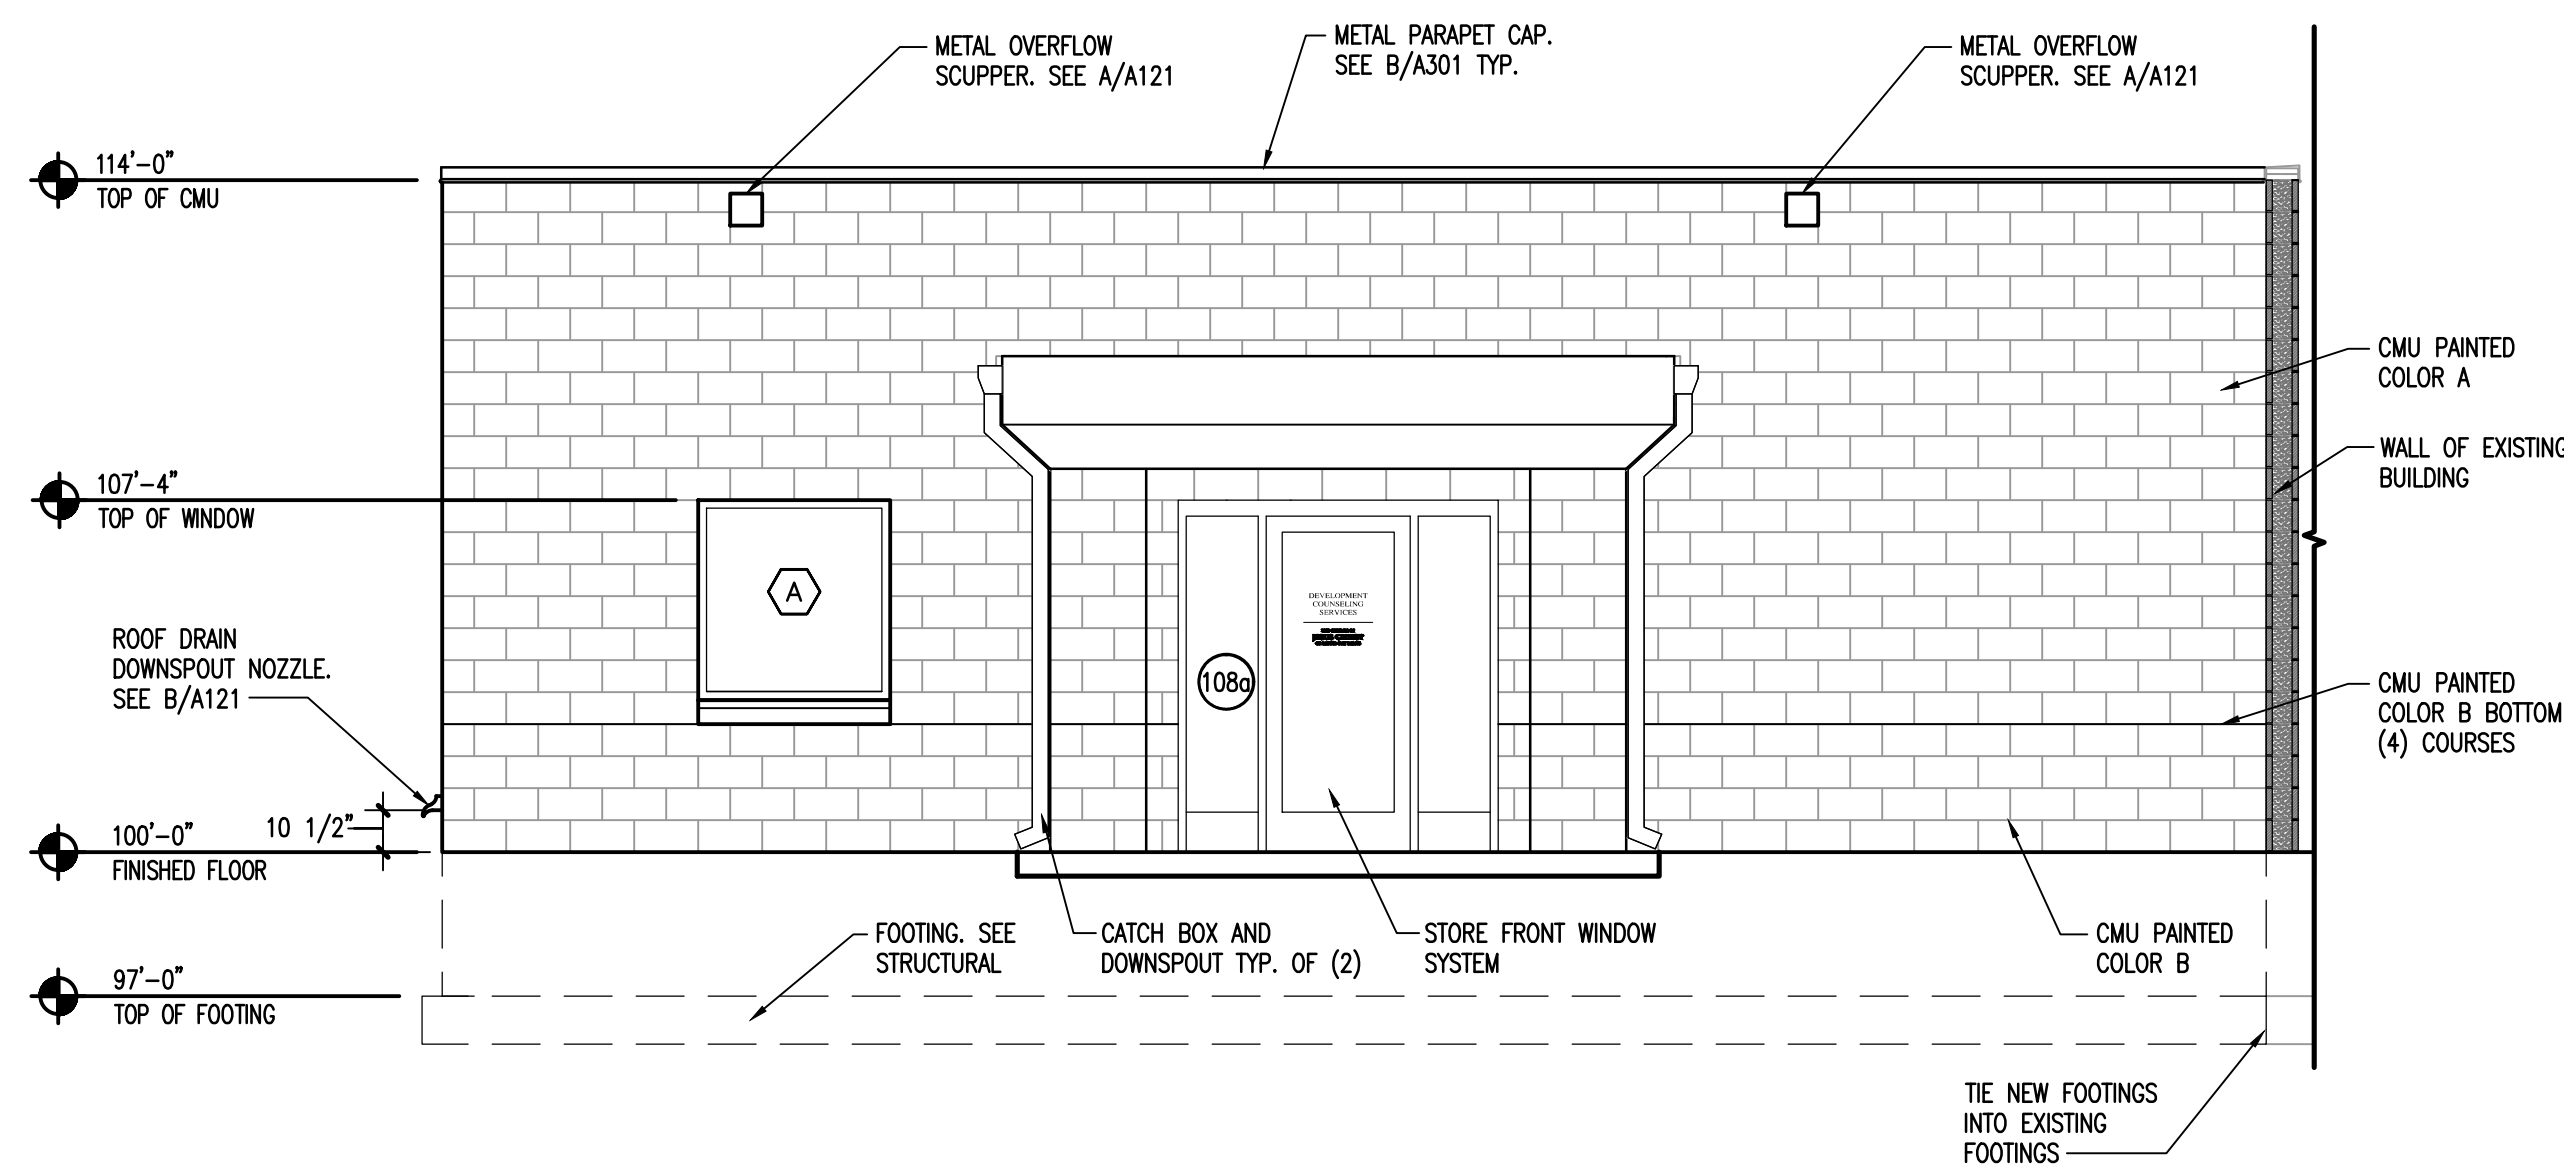 METAL OVERFLOW
SCUPPER. SEE A/A121
METAL PARAPET CAP.
SEE B/A301 TYP.
METAL OVERFLOW
SCUPPER. SEE A/A121
114'-0"
TOP OF CMU
CMU PAINTED
COLOR A
WALL OF EXISTING
BUILDING
107'-4"
TOP OF WINDOW
A
DEVELOPMENT
COUNSELING
SERVICES
108a
ROOF DRAIN
DOWNSPOUT NOZZLE.
SEE B/A121
CMU PAINTED
COLOR B BOTTOM
(4) COURSES
10 1/2"
100'-0"
FINISHED FLOOR
FOOTING. SEE
STRUCTURAL
CATCH BOX AND
DOWNSPOUT TYP. OF (2)
STORE FRONT WINDOW
SYSTEM
CMU PAINTED
COLOR B
97'-0"
TOP OF FOOTING
TIE NEW FOOTINGS
INTO EXISTING
FOOTINGS